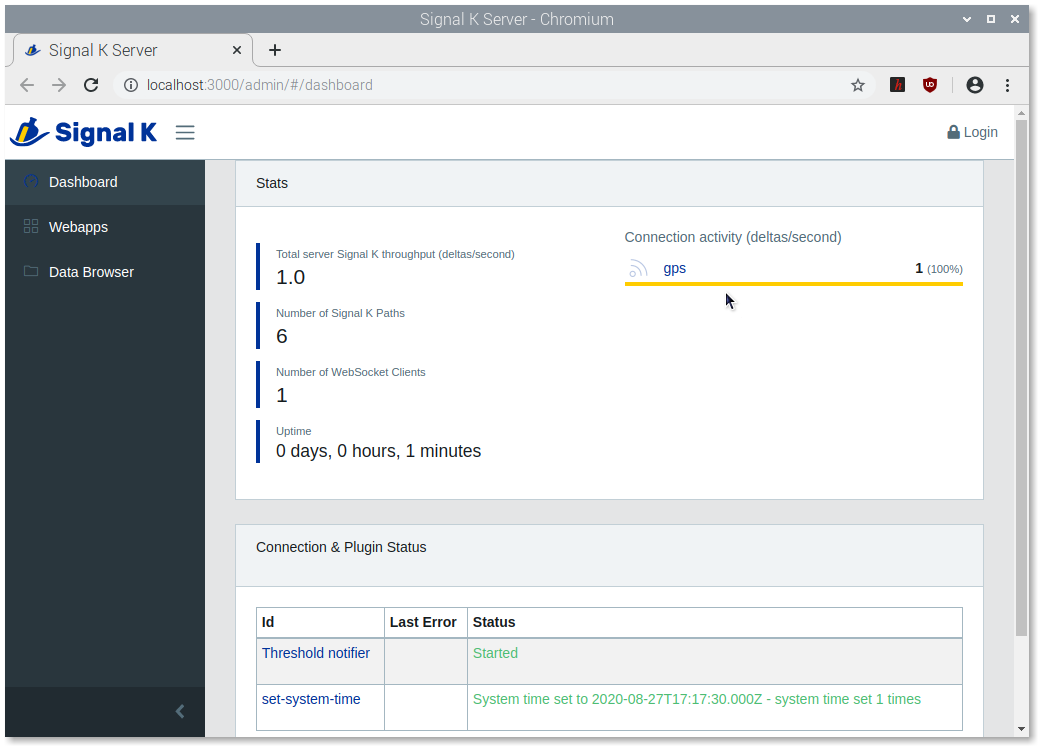 Signal K Server - Chromium
Signal K Server
localhost:3000/admin/#/dashboard
Signal K
Login
Dashboard
Webapps
Data Browser
Stats
Total server Signal K throughput (deltas/second)
1.0
Number of Signal K Paths
6
Number of WebSocket Clients
1
Uptime
0 days, 0 hours, 1 minutes
Connection activity (deltas/second)
gps 1 (100%)
Connection & Plugin Status
Id Last Error Status
Threshold notifier Started
set-system-time System time set to 2020-08-27T17:17:30.000Z - system time set 1 times